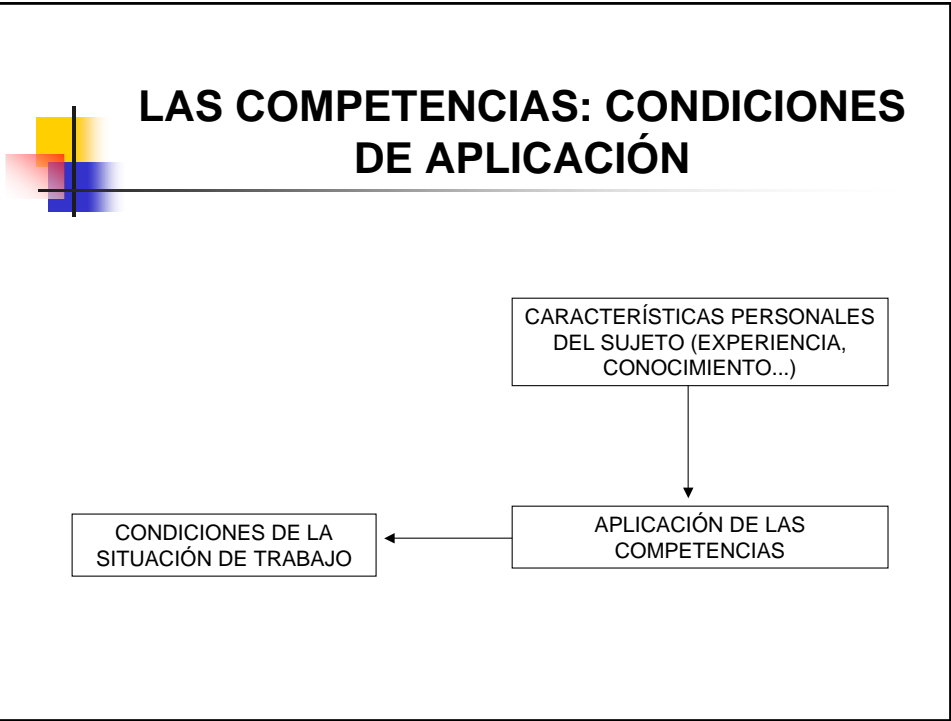 LAS COMPETENCIAS: CONDICIONES
DE APLICACIÓN
CARACTERÍSTICAS PERSONALES
DEL SUJETO (EXPERIENCIA,
CONOCIMIENTO...)
CONDICIONES DE LA
SITUACIÓN DE TRABAJO
APLICACIÓN DE LAS
COMPETENCIAS